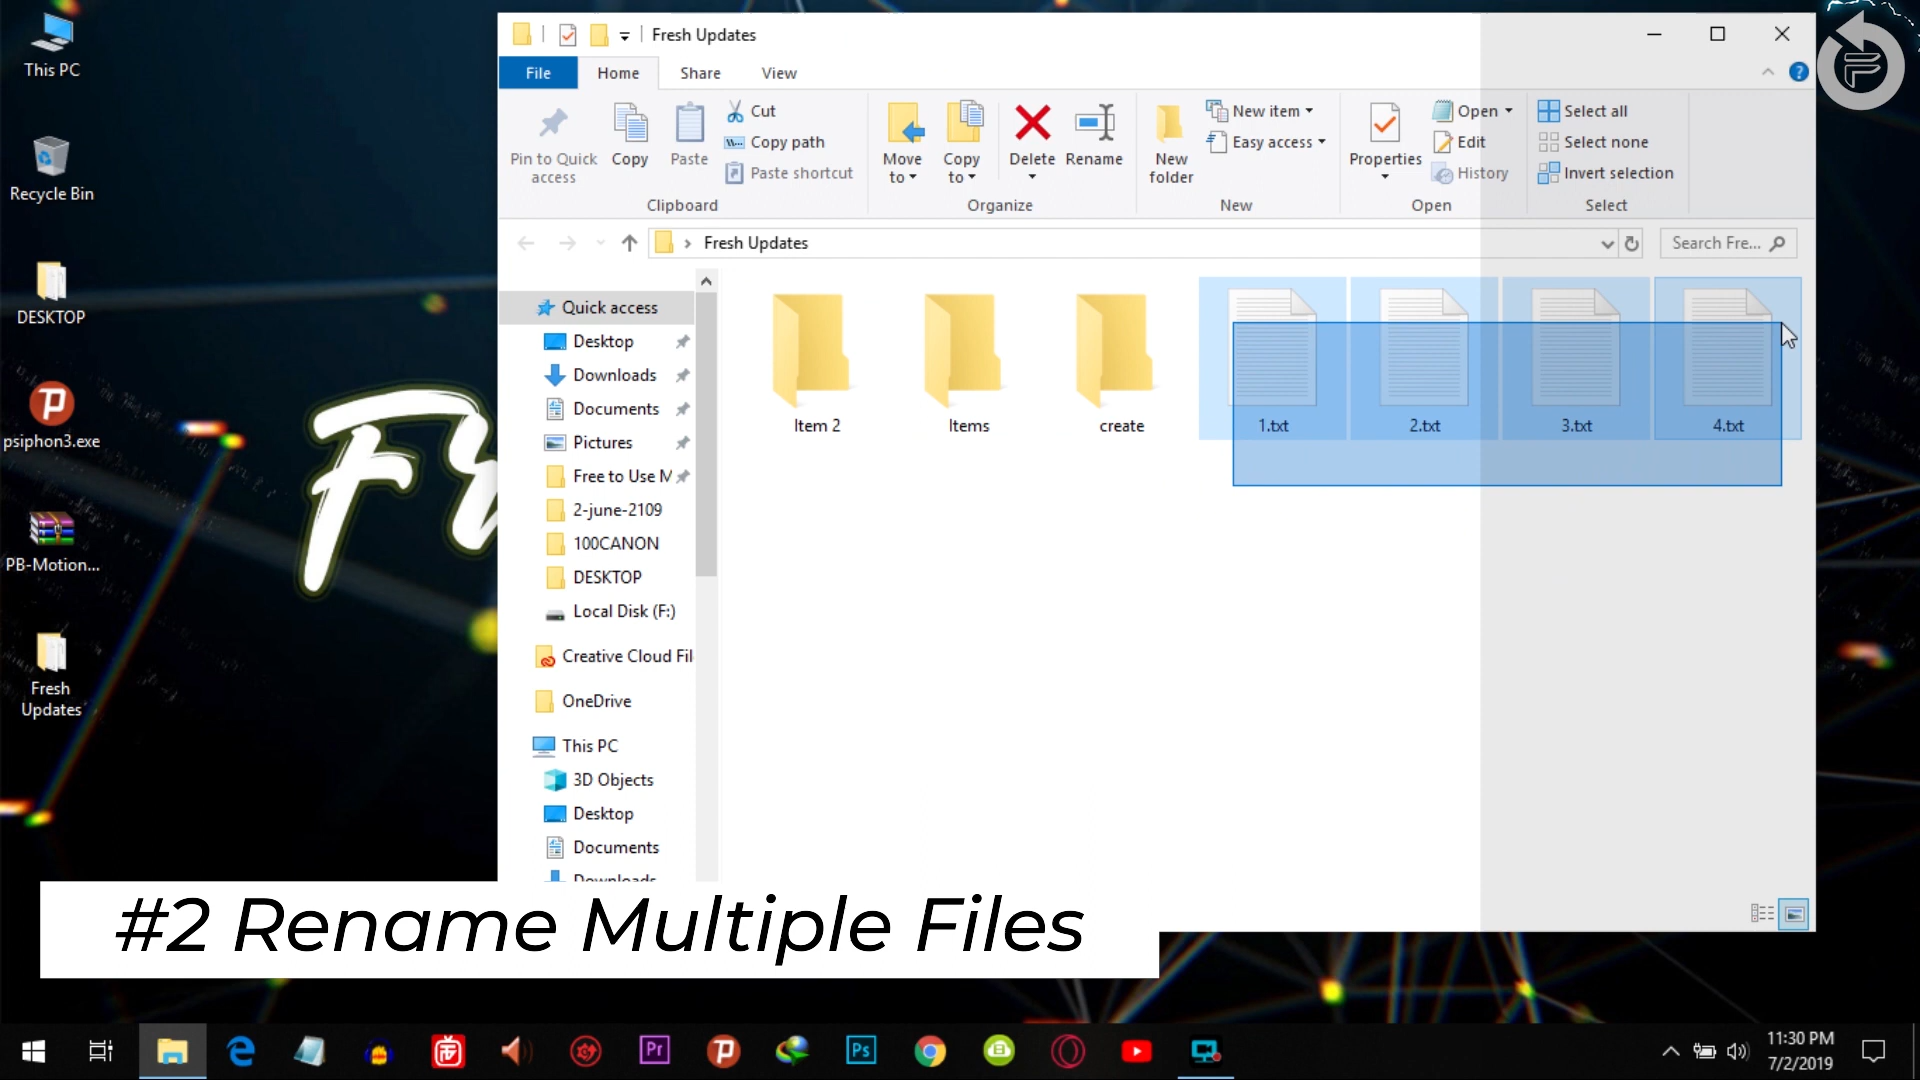 This PC
Recycle Bin
DESKTOP
psiphon3.exe
PB-Motion...
Fresh
Updates
Fresh Updates
File
Home
Share
View
Pin to Quick
access
Copy
Paste
Cut
Copy path
Paste shortcut
Clipboard
Move
to
Copy
to
Delete
Rename
Organize
New
folder
New item
Easy access
New
Properties
Open
Edit
History
Open
Select all
Select none
Invert selection
Select
Fresh Updates
Search Fre...
Quick access
Desktop
Downloads
Documents
Pictures
Free to Use M
2-june-2109
100CANON
DESKTOP
Local Disk (F:)
Creative Cloud Fil
OneDrive
This PC
3D Objects
Desktop
Documents
Downloads
Item 2
Items
create
1.txt
2.txt
3.txt
4.txt
#2 Rename Multiple Files
Pr
Ps
11:30 PM
7/2/2019